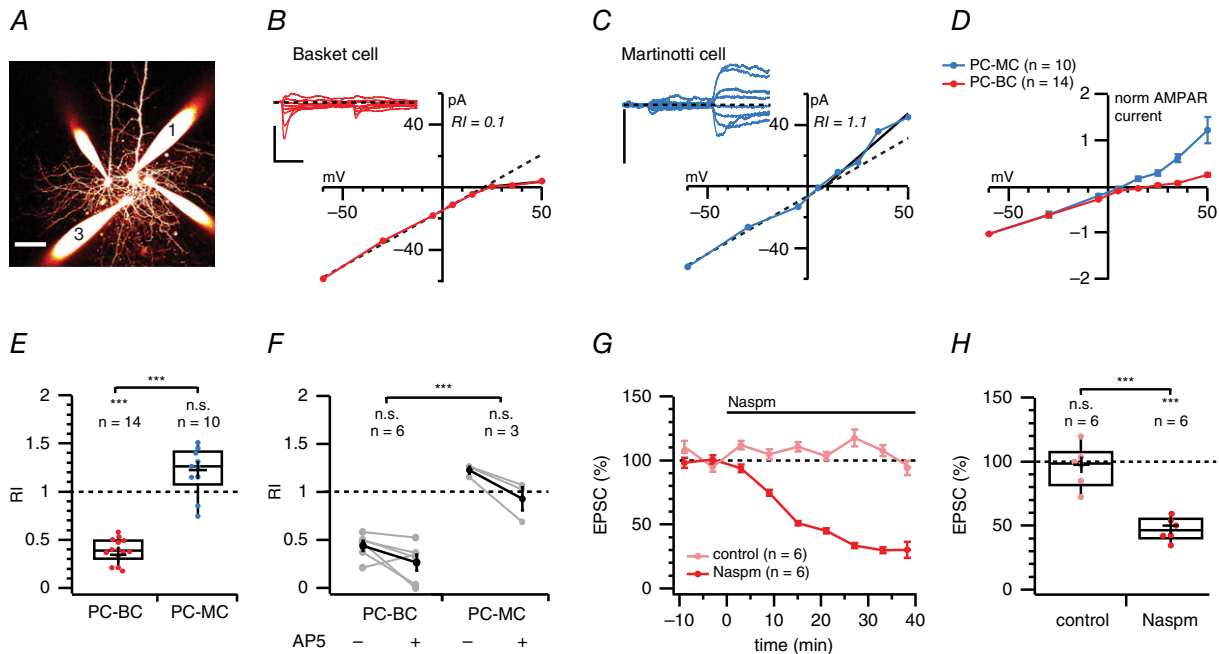 A
1
3
B
Basket cell
pA
40
RI = 0.1
mV
–50
50
–40
C
Martinotti cell
pA
40
RI = 1.1
mV
–50
50
–40
D
PC-MC (n = 10)
PC-BC (n = 14)
norm AMPAR
current
2
1
mV
–50
50
–1
–2
E
RI
2
1.5
1
0.5
0
***
***
n = 14
n.s.
n = 10
PC-BC
PC-MC
F
RI
2
1.5
1
0.5
0
***
n.s.
n = 6
n.s.
n = 3
PC-BC
PC-MC
AP5
–
+
–
+
G
EPSC (%)
150
100
50
0
Naspm
control (n = 6)
Naspm (n = 6)
–10
0
10
20
30
40
time (min)
H
EPSC (%)
150
100
50
0
***
n.s.
n = 6
***
n = 6
control
Naspm